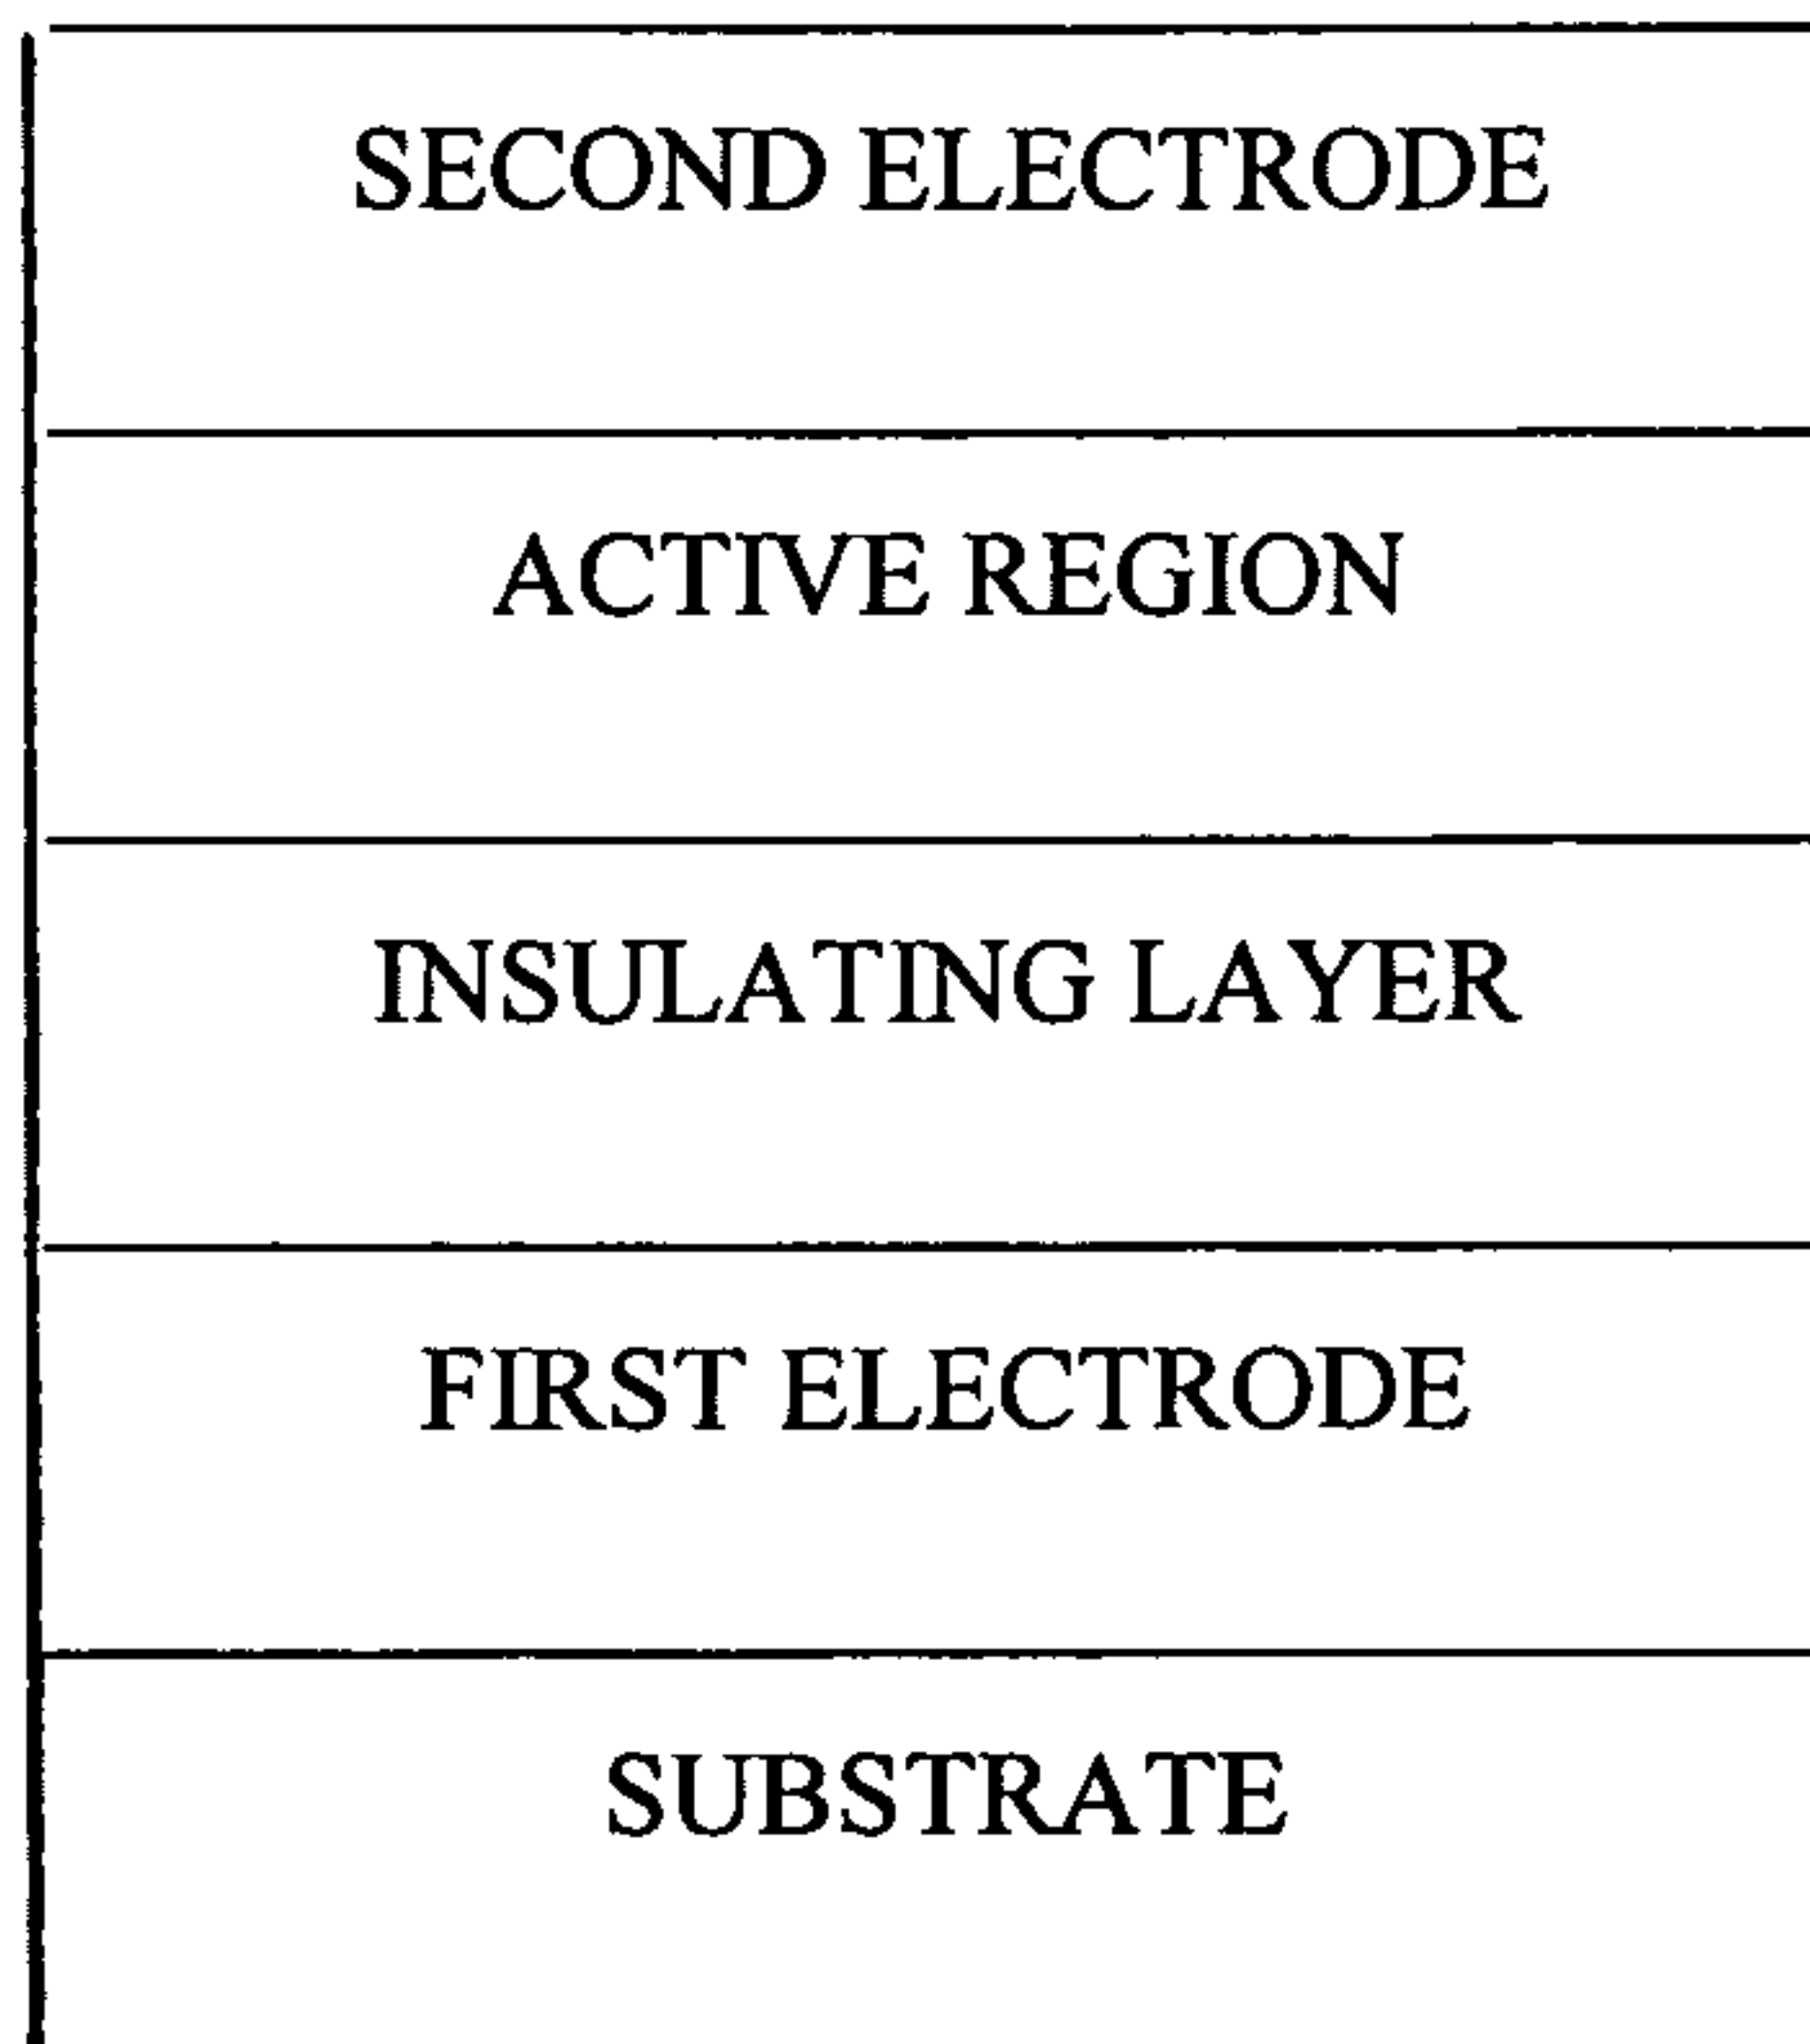 SECOND ELECTRODE
ACTIVE REGION
INSULATING LAYER
FIRST ELECTRODE
SUBSTRATE